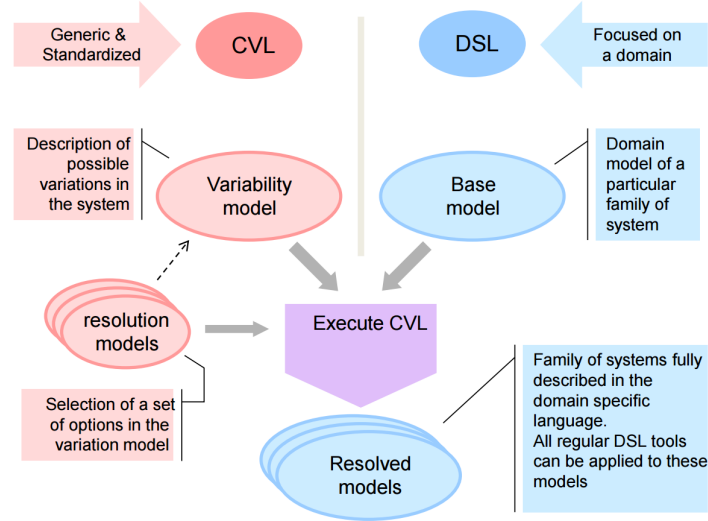 Generic &
Standardized
CVL
DSL
Focused on
a domain
Description of
possible
variations in
the system
Variability
model
Base
model
Domain
model of a
particular
family of
system
resolution
models
Execute CVL
Selection of a set
of options in the
variation model
Family of systems fully
described in the
domain specific
language.
All regular DSL tools
can be applied to these
models
Resolved
models